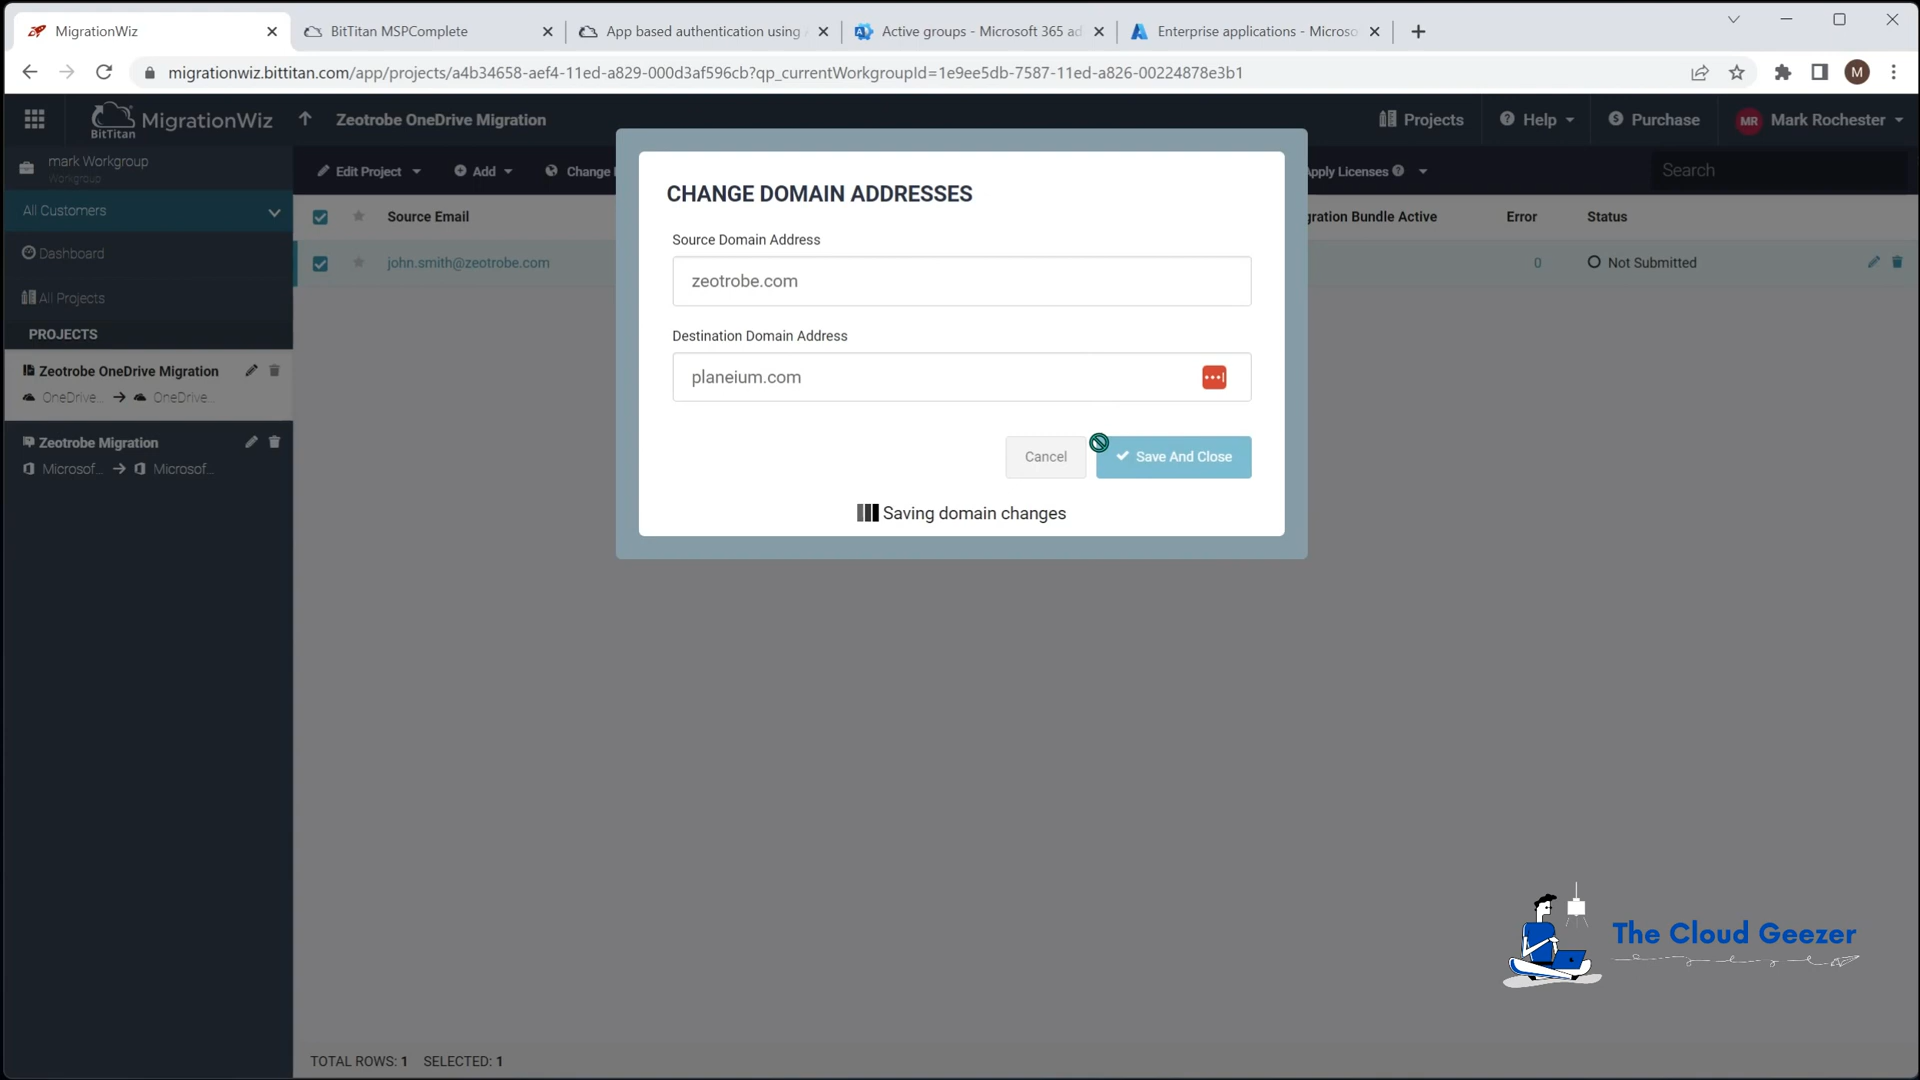 MigrationWiz
BitTitan MSPComplete
App based authentication using
Active groups - Microsoft 365 ad
Enterprise applications - Microso
migrationwiz.bittitan.com/app/projects/a4b34658-aef4-11ed-a829-000d3af596cb?qp_currentWorkgroupId=1e9ee5db-7587-11ed-a826-00224878e3b1
M
BitTitan
MigrationWiz
Zeotrobe OneDrive Migration
Projects
Help
Purchase
MR
Mark Rochester
mark Workgroup
Workgroup
Edit Project
Add
Change
Apply Licenses
Search
All Customers
Source Email
gration Bundle Active
Error
Status
john.smith@zeotrobe.com
0
Not Submitted
Dashboard
All Projects
PROJECTS
Zeotrobe OneDrive Migration
OneDrive...
OneDrive...
Zeotrobe Migration
Microsof...
Microsof...
CHANGE DOMAIN ADDRESSES
Source Domain Address
zeotrobe.com
Destination Domain Address
planeium.com
Cancel
Save And Close
Saving domain changes
The Cloud Geezer
TOTAL ROWS: 1 SELECTED: 1